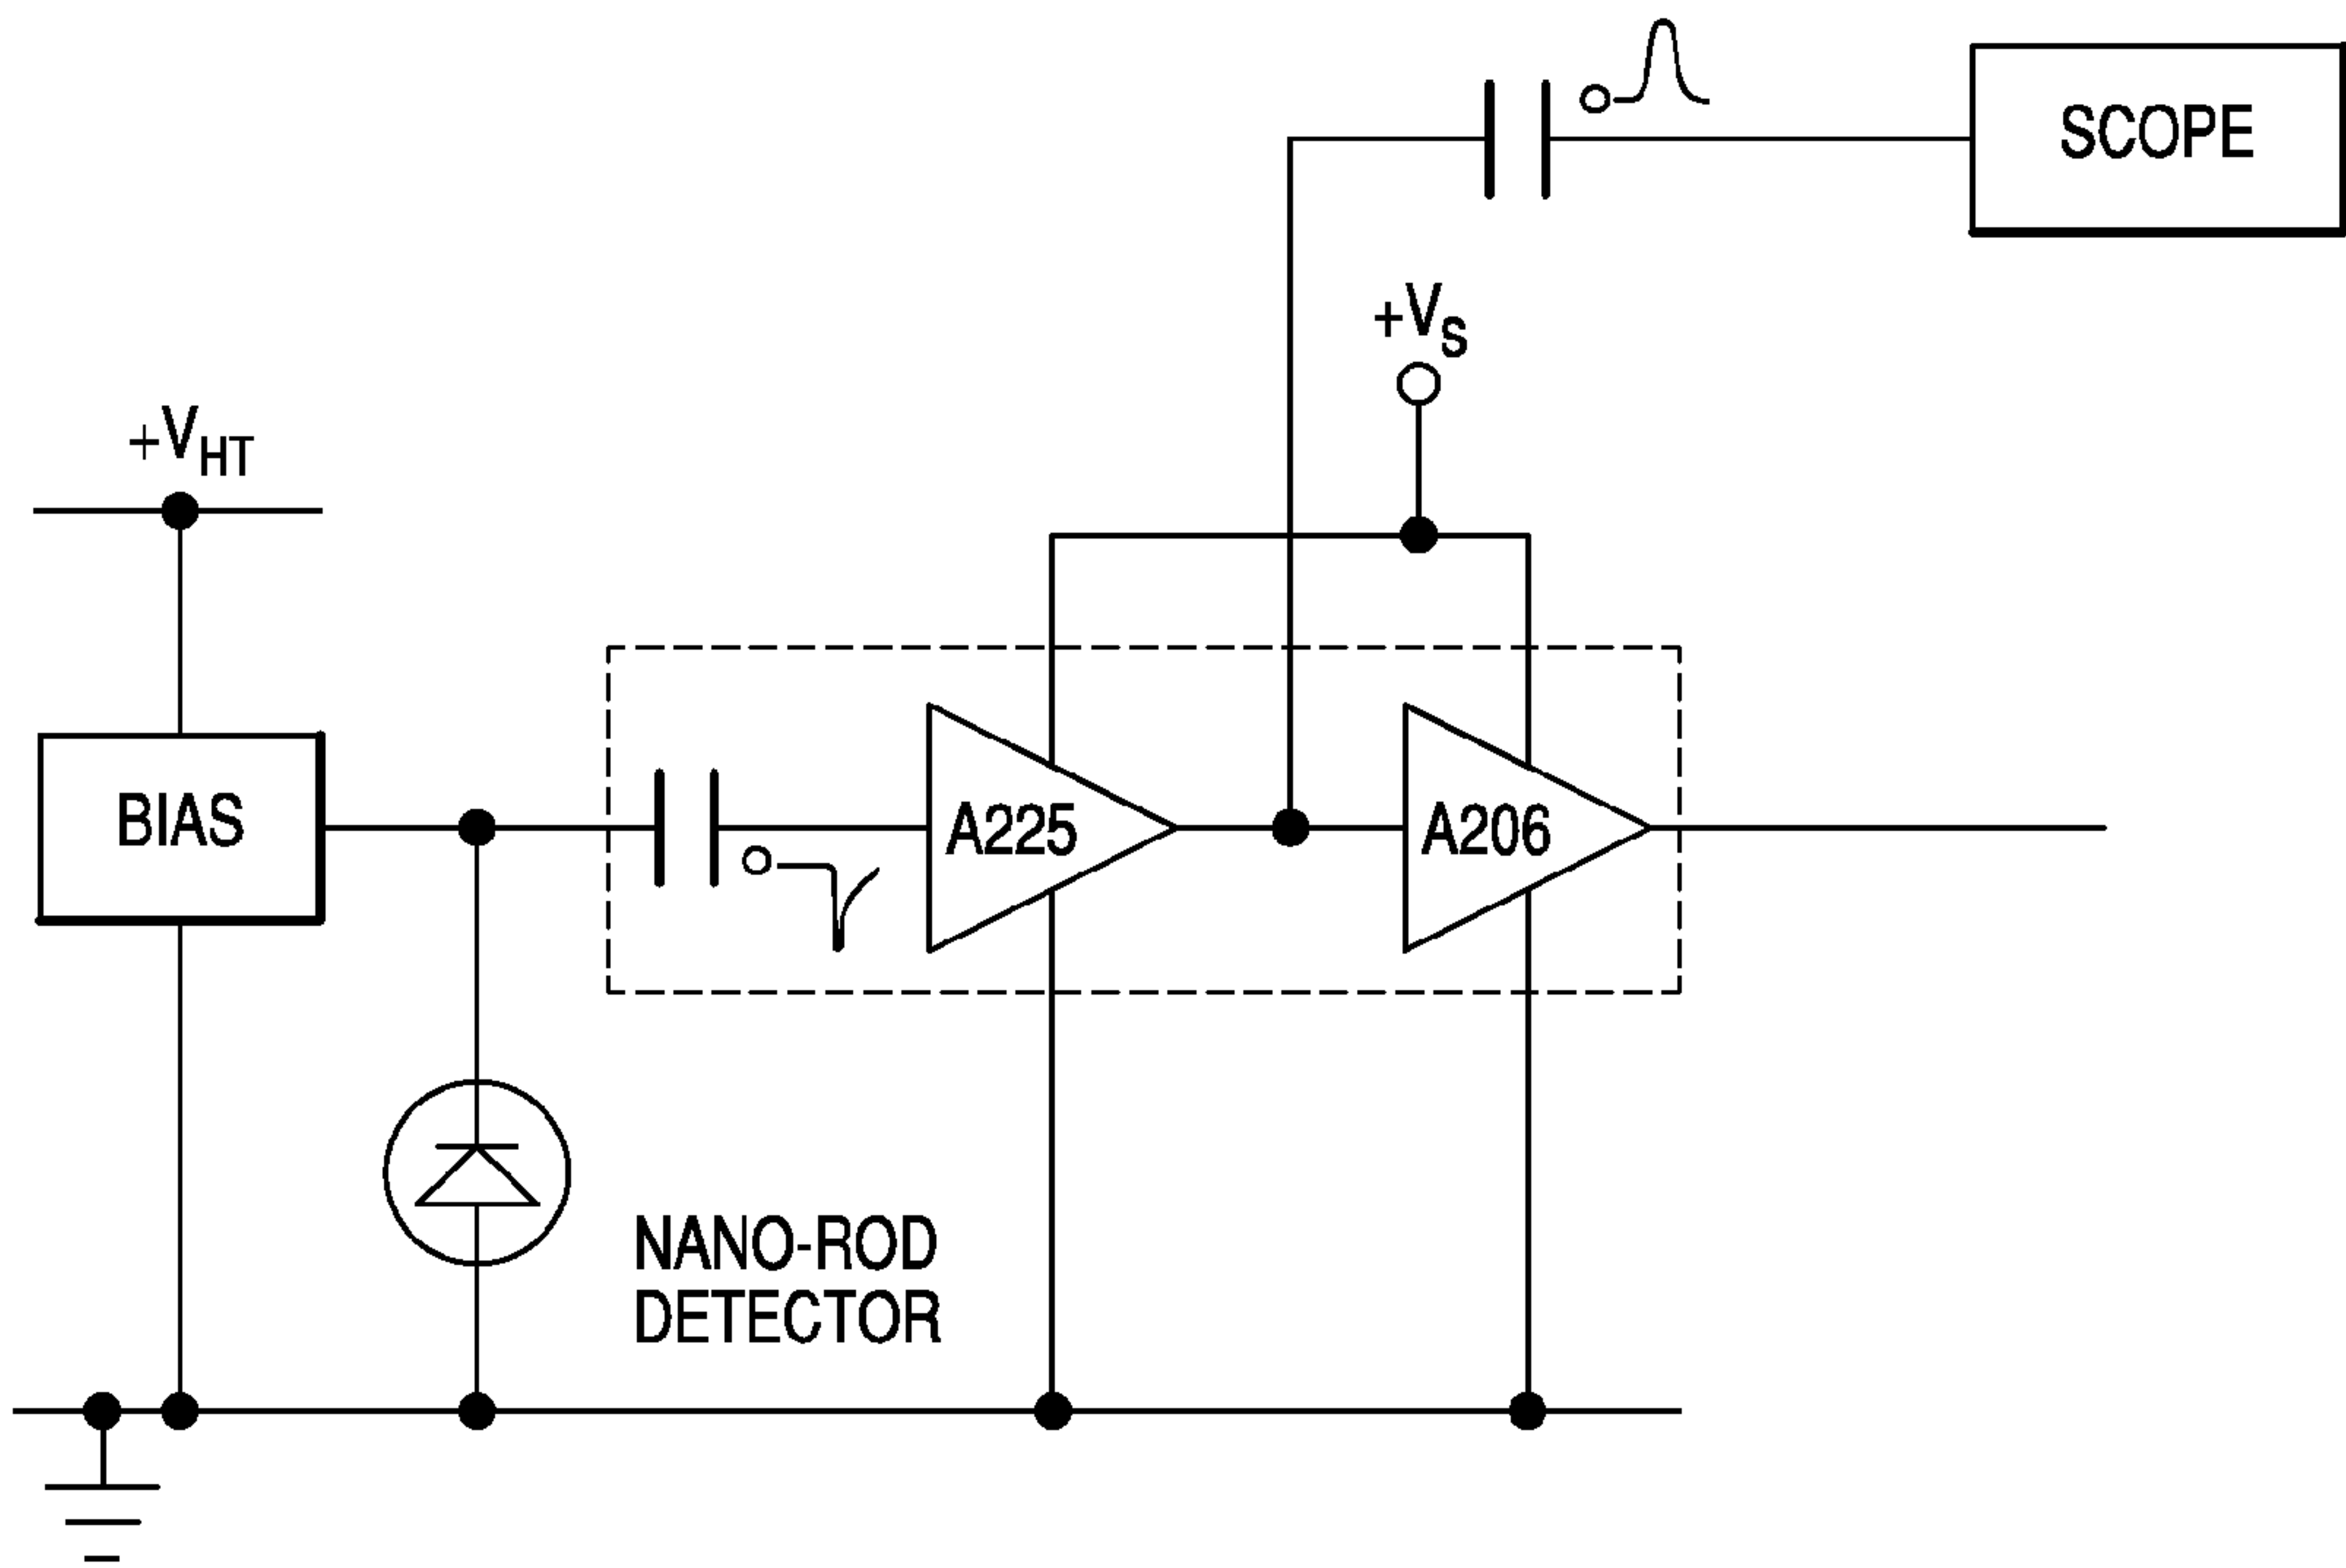 SCOPE
+VS
+VHT
BIAS
A225
A206
NANO-ROD
DETECTOR